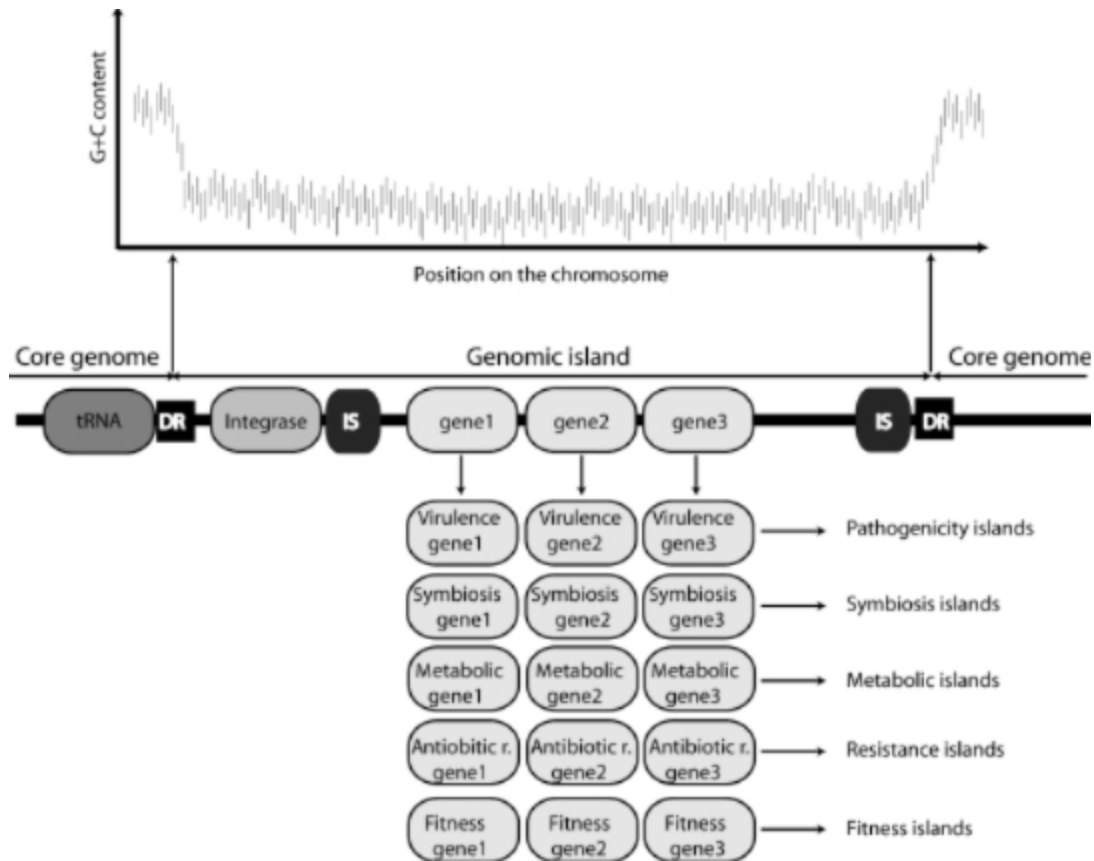 G+C content
Position on the chromosome
Core genome
Genomic island
Core genome
tRNA
DR
Integrase
IS
gene1
gene2
gene3
IS
DR
Virulence
gene1
Virulence
gene2
Virulence
gene3
Pathogenicity islands
Symbiosis
gene1
Symbiosis
gene2
Symbiosis
gene3
Symbiosis islands
Metabolic
gene1
Metabolic
gene2
Metabolic
gene3
Metabolic islands
Antiobitic r.
gene1
Antibiotic r.
gene2
Antibiotic r.
gene3
Resistance islands
Fitness
gene1
Fitness
gene2
Fitness
gene3
Fitness islands